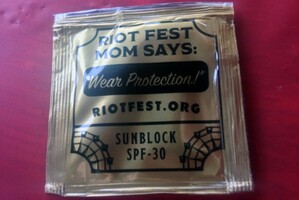 RIOT FEST
MOM SAYS:
"Wear Protection!"
RIOTFEST.ORG
SUNBLOCK
SPF-30